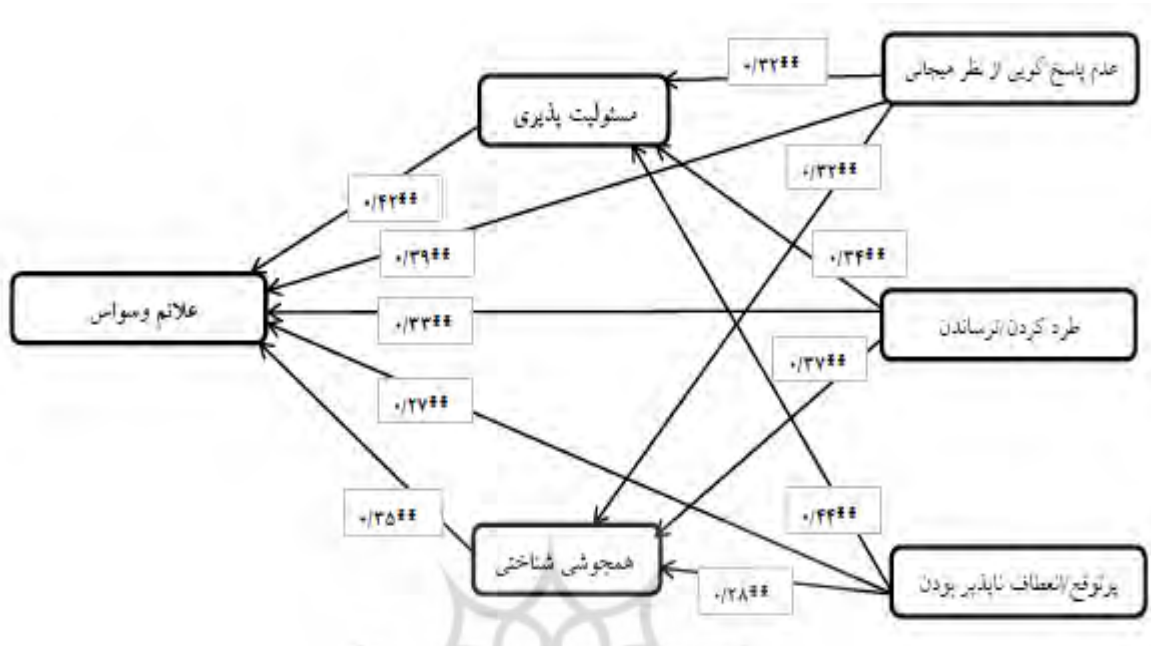 عدم پاسخ گویی از نظر هیجانی
۰/۳۲**
مسئولیت پذیری
۰/۳۲**
۰/۴۲**
۰/۳۹**
۰/۳۴**
علائم وسواس
۰/۳۳**
طرد کردن/ترساندن
۰/۳۷**
۰/۲۷**
۰/۳۵**
۰/۴۴**
همجوشی شناختی
پرتوقع/انعطاف ناپذیر بودن
۰/۲۸**